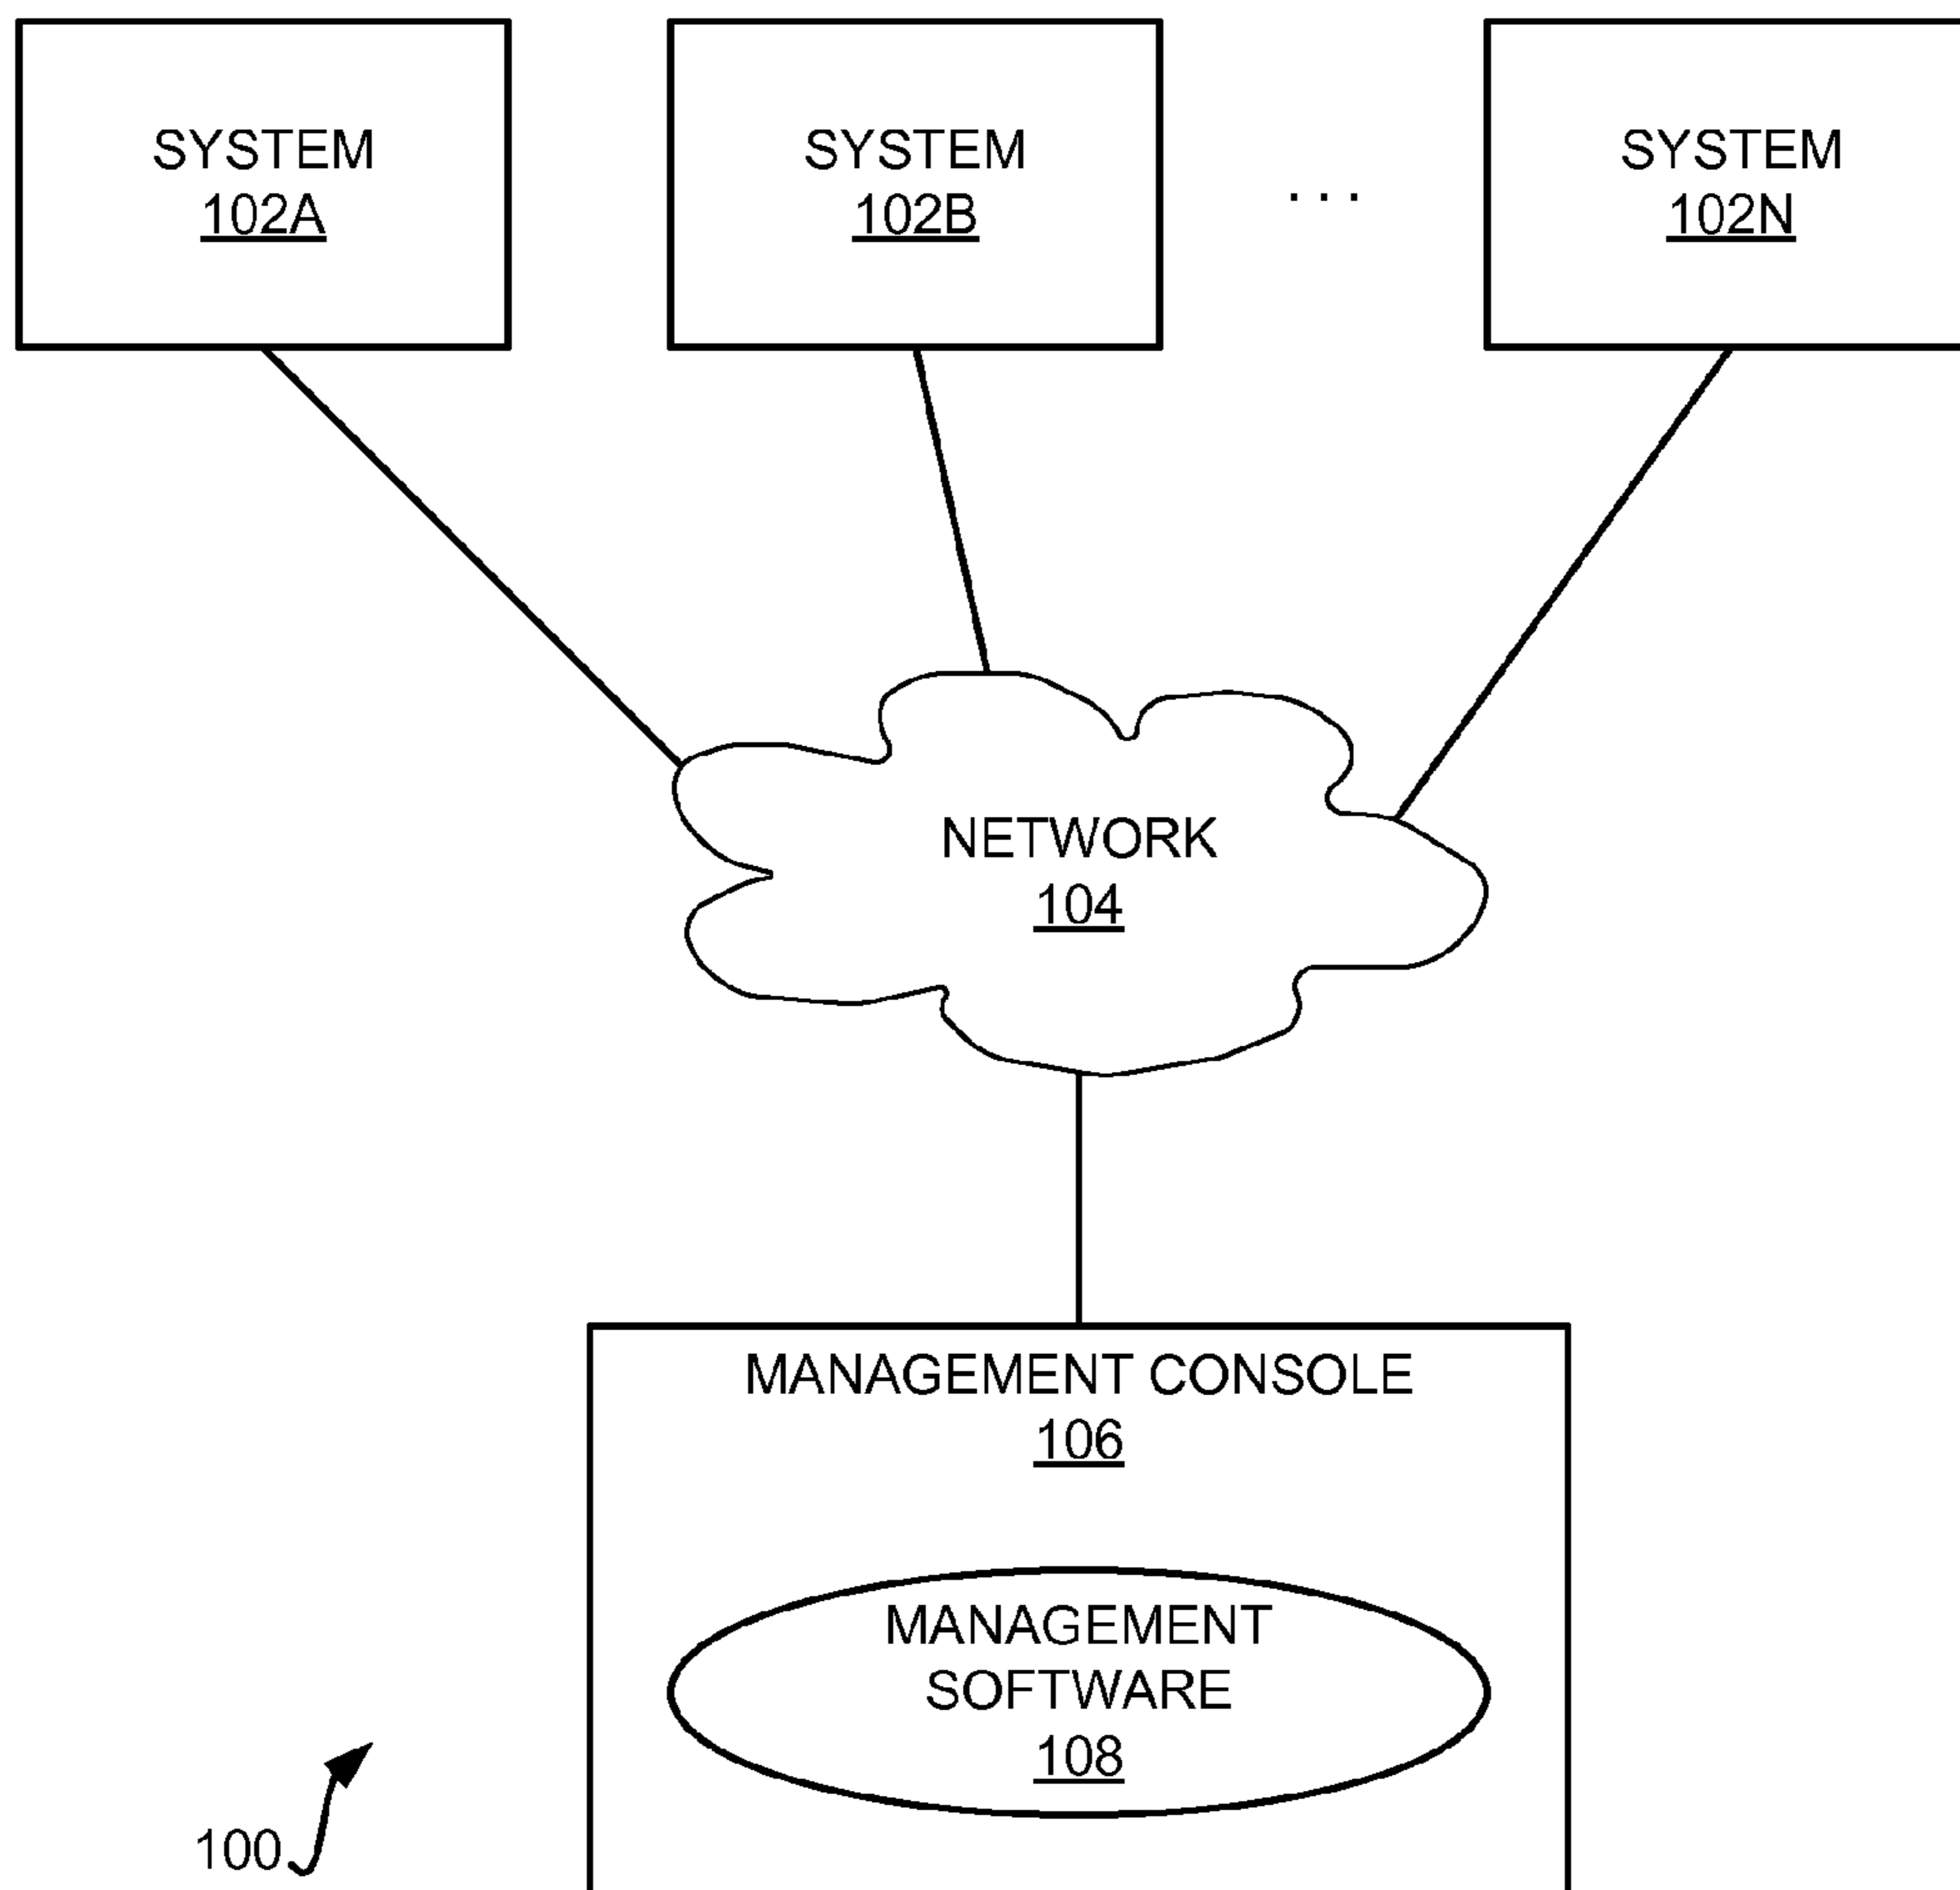 SYSTEM
102A
SYSTEM
102B
. . .
SYSTEM
102N
NETWORK
104
MANAGEMENT CONSOLE
106
MANAGEMENT
SOFTWARE
108
100